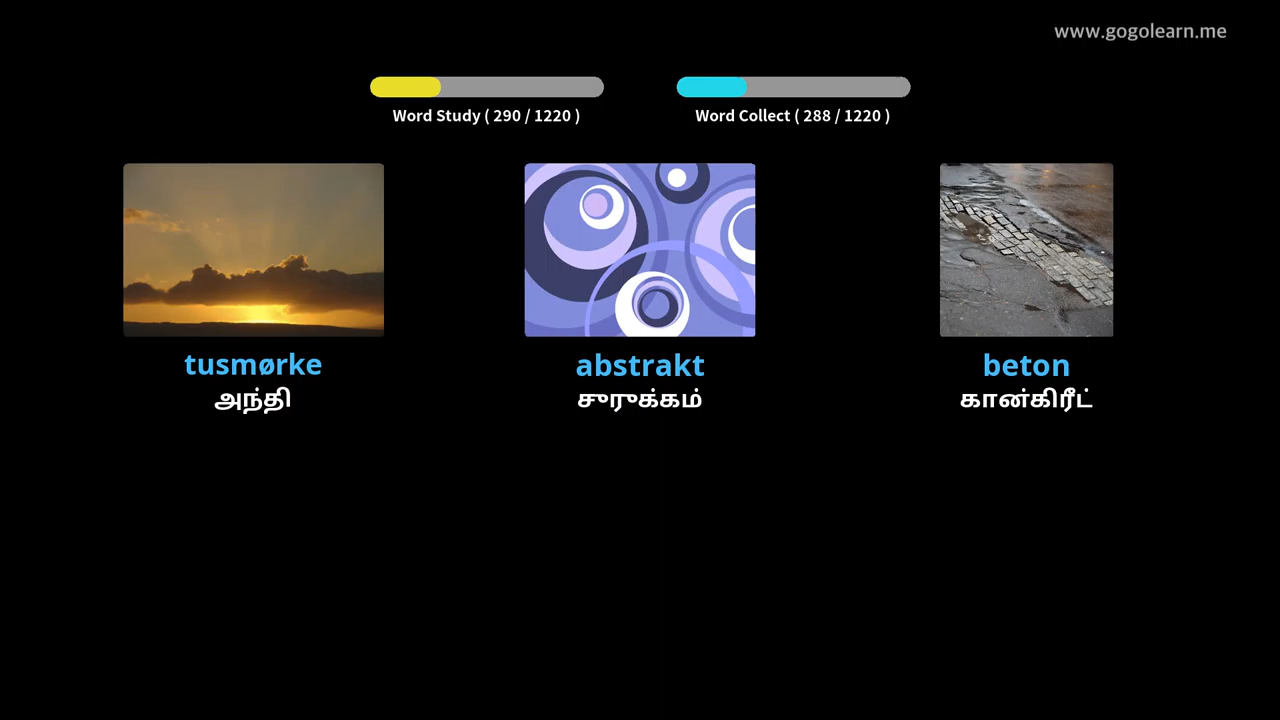 www.gogolearn.me
Word Study ( 290 / 1220 )
Word Collect ( 288 / 1220 )
tusmørke
அந்தி
abstrakt
சுருக்கம்
beton
கான்கிரீட்